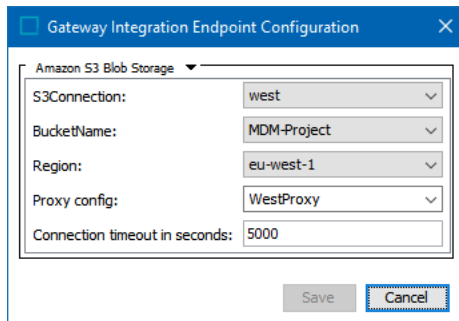 Gateway Integration Endpoint Configuration
Amazon S3 Blob Storage
S3Connection: west
BucketName: MDM-Project
Region: eu-west-1
Proxy config: WestProxy
Connection timeout in seconds: 5000
Save Cancel